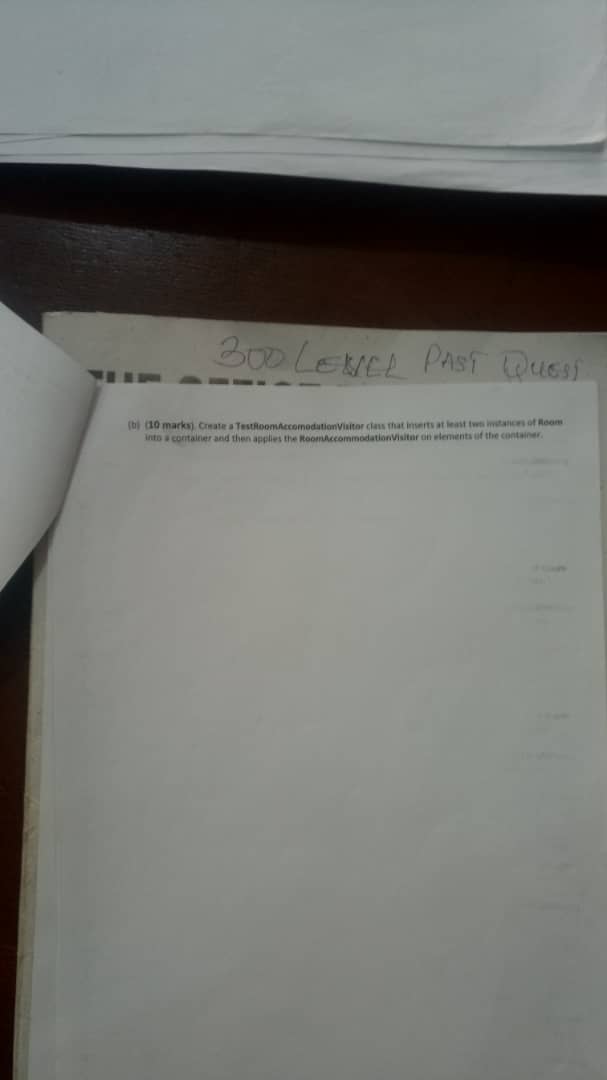 300 LEVEL PAST QUEST
(b) (10 marks). Create a TestRoomAccomodationVisitor class that inserts at least two instances of Room
into a container and then applies the RoomAccommodationVisitor on elements of the container.